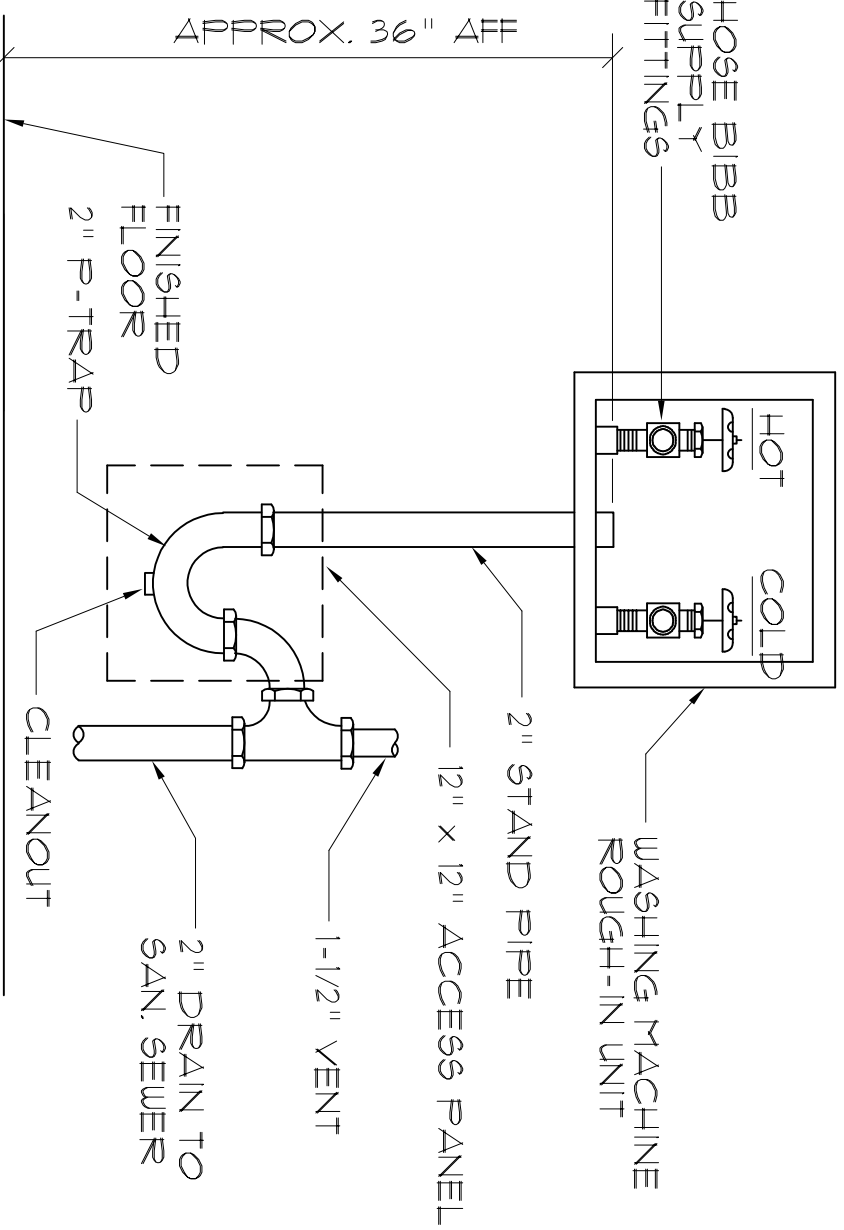 HOSE BIBB
SUPPLY
FITTINGS
HOT
COLD
WASHING MACHINE
ROUGH-IN UNIT
2" STAND PIPE
12" x 12" ACCESS PANEL
1-1/2" VENT
2" DRAIN TO
SAN. SEWER
CLEANOUT
2" P-TRAP
FINISHED
FLOOR
APPROX. 36" AFF